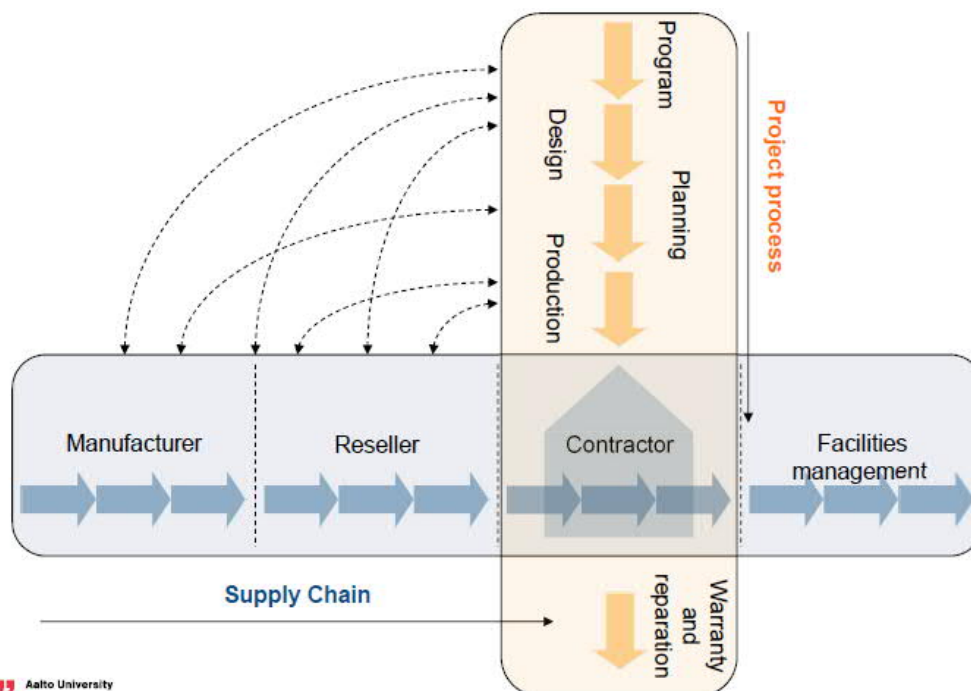 Program
Design
Planning
Production
Project process
Manufacturer
Reseller
Contractor
Facilities
management
Supply Chain
Warranty
and
reparation
Aalto University